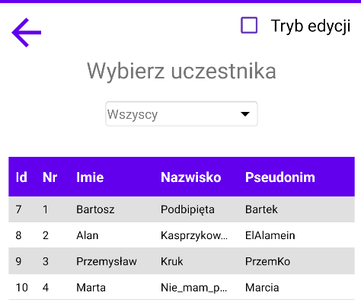 Tryb edycji
Wybierz uczestnika
Wszyscy
Id Nr Imie Nazwisko Pseudonim
7 1 Bartosz Podbipięta Bartek
8 2 Alan Kasprzykow... ElAlamein
9 3 Przemysław Kruk PrzemKo
10 4 Marta Nie_mam_p... Marcia